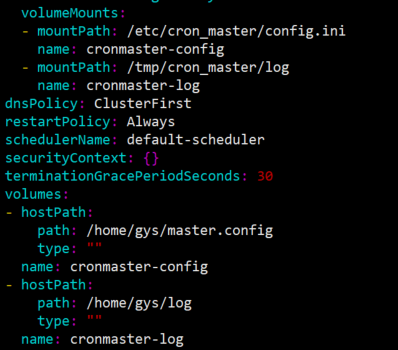 volumeMounts:
- mountPath: /etc/cron_master/config.ini
  name: cronmaster-config
- mountPath: /tmp/cron_master/log
  name: cronmaster-log
dnsPolicy: ClusterFirst
restartPolicy: Always
schedulerName: default-scheduler
securityContext: {}
terminationGracePeriodSeconds: 30
volumes:
- hostPath:
    path: /home/gys/master.config
    type: ""
  name: cronmaster-config
- hostPath:
    path: /home/gys/log
    type: ""
  name: cronmaster-log